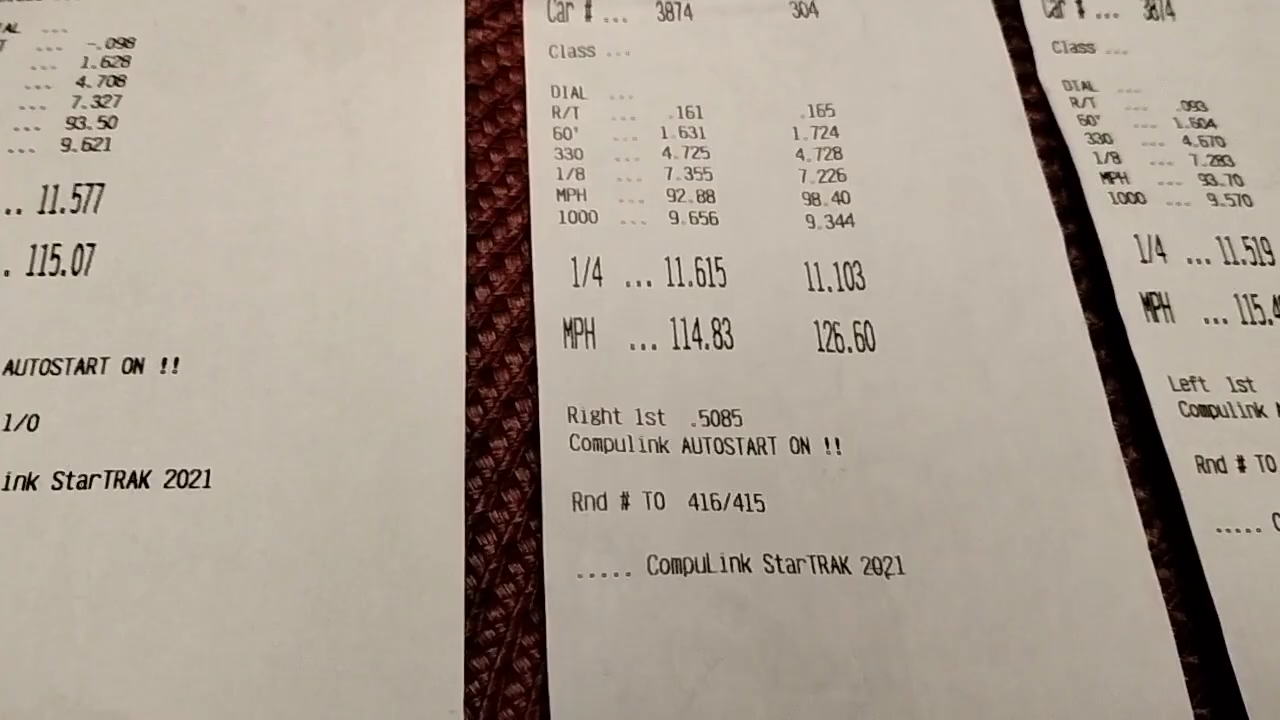 ... 
... -.098
... 1.628
... 4.708
... 7.327
... 93.50
... 9.621
.. 11.577
. 115.07
AUTOSTART ON !!
1/0
ink StarTRAK 2021
Car # ... 3874 304
Class ...
DIAL ...
R/T ... .161 .165
60' ... 1.631 1.724
330 ... 4.725 4.728
1/8 ... 7.355 7.226
MPH ... 92.88 98.40
1000 ... 9.656 9.344
1/4 ... 11.615 11.103
MPH ... 114.83 126.60
Right 1st .5085
Compulink AUTOSTART ON !!
Rnd # TO 416/415
..... CompuLink StarTRAK 2021
Car # ... 3874
Class ...
DIAL ...
R/T ... .093
60' ... 1.604
330 ... 4.670
1/8 ... 7.283
MPH ... 93.70
1000 ... 9.570
1/4 ... 11.519
MPH ... 115.4
Left 1st
Compulink
Rnd # TO
..... C